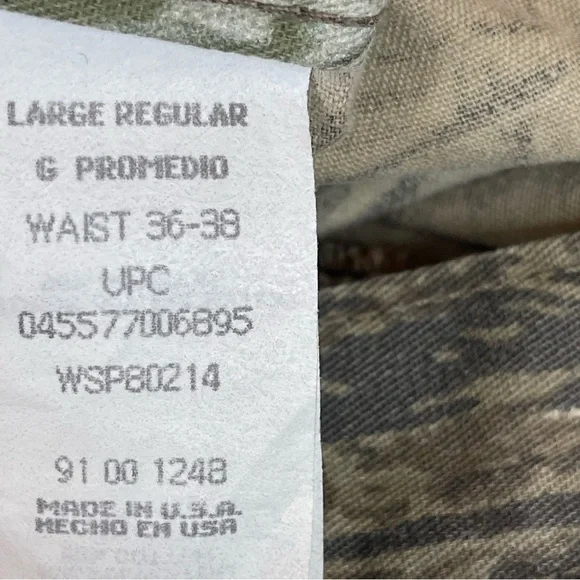 LARGE REGULAR
G PROMEDIO
WAIST 36-38
UPC
045577006895
WSP80214
91 00 1248
MADE IN U.S.A.
HECHO EN USA